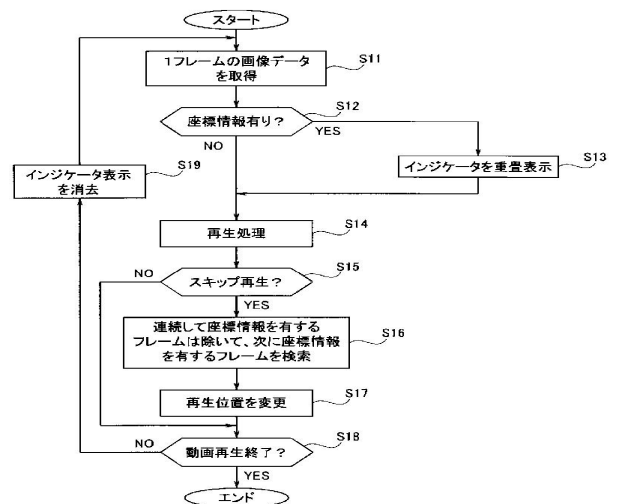 スタート
1フレームの画像データ
を取得
S11
座標情報有り?
S12
NO
YES
インジケータを重畳表示
S13
インジケータ表示
を消去
S19
再生処理
S14
スキップ再生?
S15
NO
YES
連続して座標情報を有する
フレームは除いて、次に座標情報
を有するフレームを検索
S16
再生位置を変更
S17
動画再生終了?
S18
NO
YES
エンド